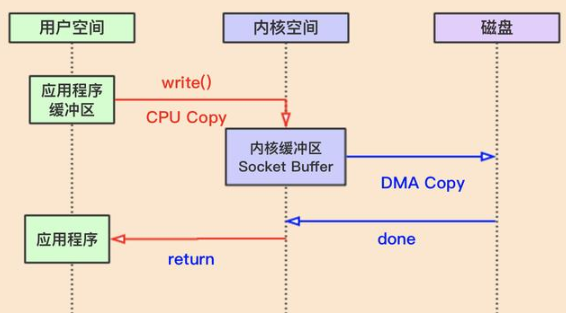 用户空间
内核空间
磁盘
应用程序
缓冲区
write()
CPU Copy
内核缓冲区
Socket Buffer
DMA Copy
应用程序
done
return